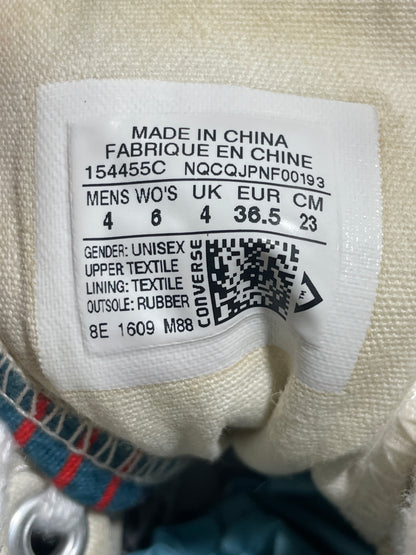 MADE IN CHINA
FABRIQUE EN CHINE
154455C NQCQJPNF00193
MENS WO'S UK EUR CM
4 6 4 36.5 23
GENDER: UNISEX
UPPER: TEXTILE
LINING: TEXTILE
OUTSOLE: RUBBER
CONVERSE
8E 1609 M88